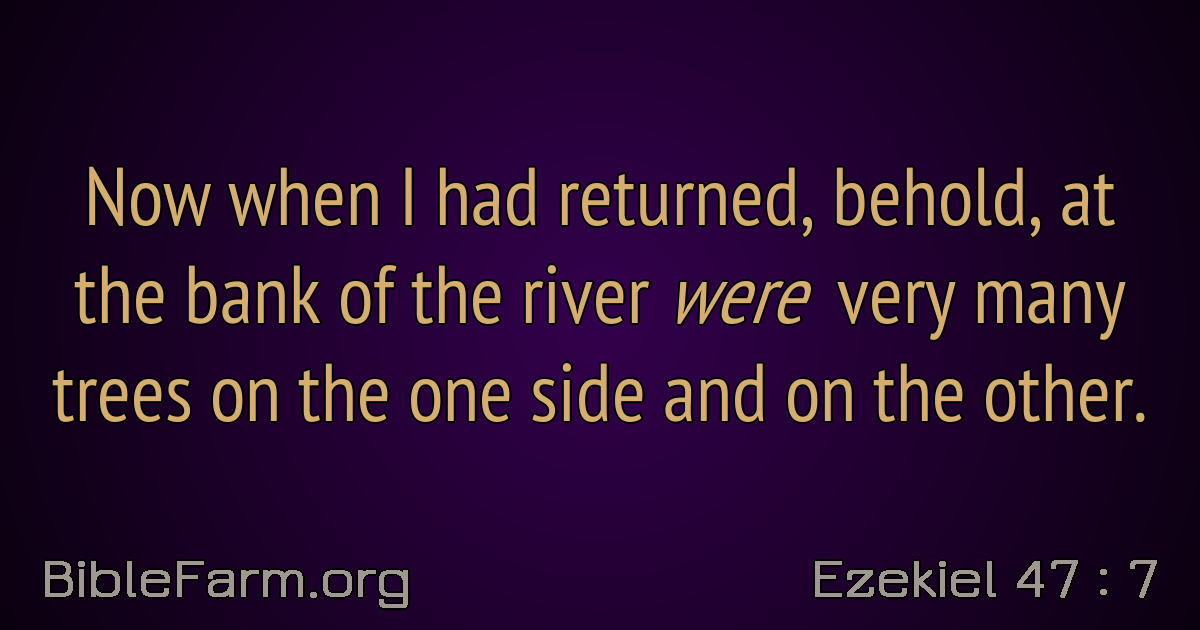 Now when I had returned, behold, at
the bank of the river were very many
trees on the one side and on the other.
BibleFarm.org
Ezekiel 47 : 7